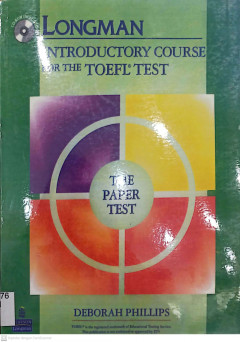 LONGMAN
INTRODUCTORY COURSE
FOR THE TOEFL® TEST
THE
PAPER
TEST
76
DEBORAH PHILLIPS